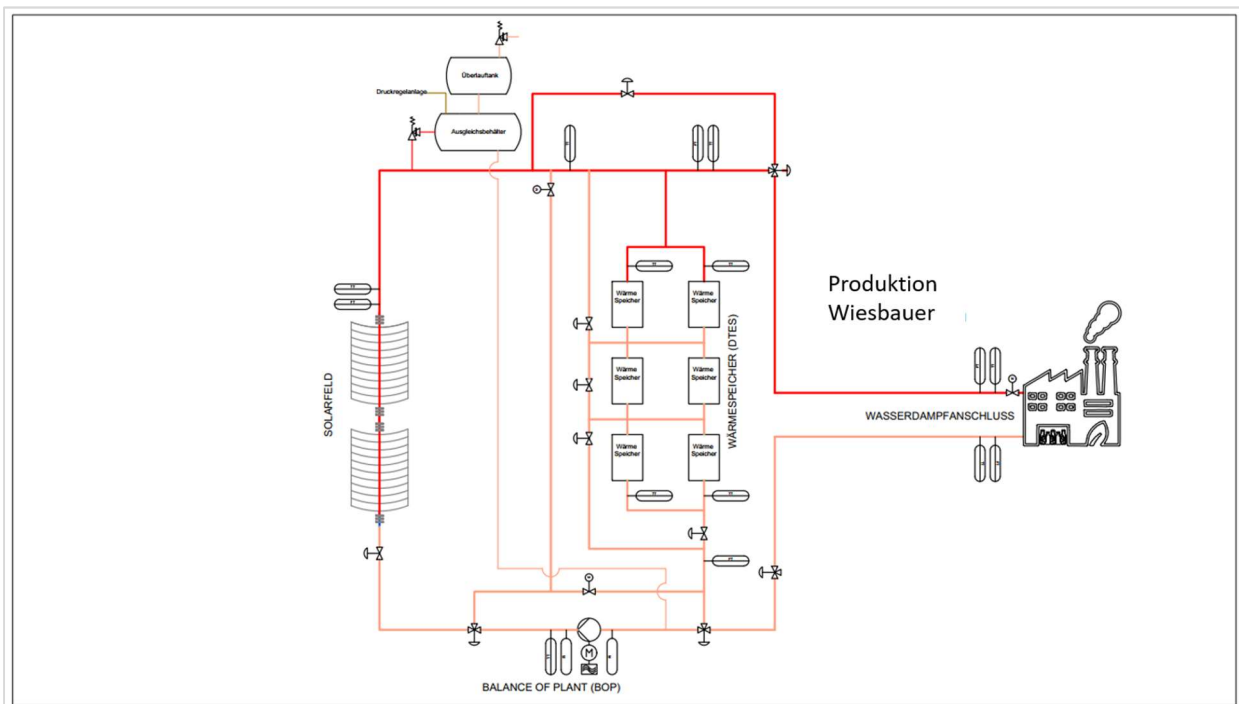 Überlauftank
Druckregelanlage
Ausgleichsbehälter
Produktion
Wiesbauer
Wärme
Speicher
Wärme
Speicher
Wärme
Speicher
Wärme
Speicher
Wärme
Speicher
Wärme
Speicher
WÄRMESPEICHER (DTES)
SOLARFELD
WASSERDAMPFANSCHLUSS
M
BALANCE OF PLANT (BOP)